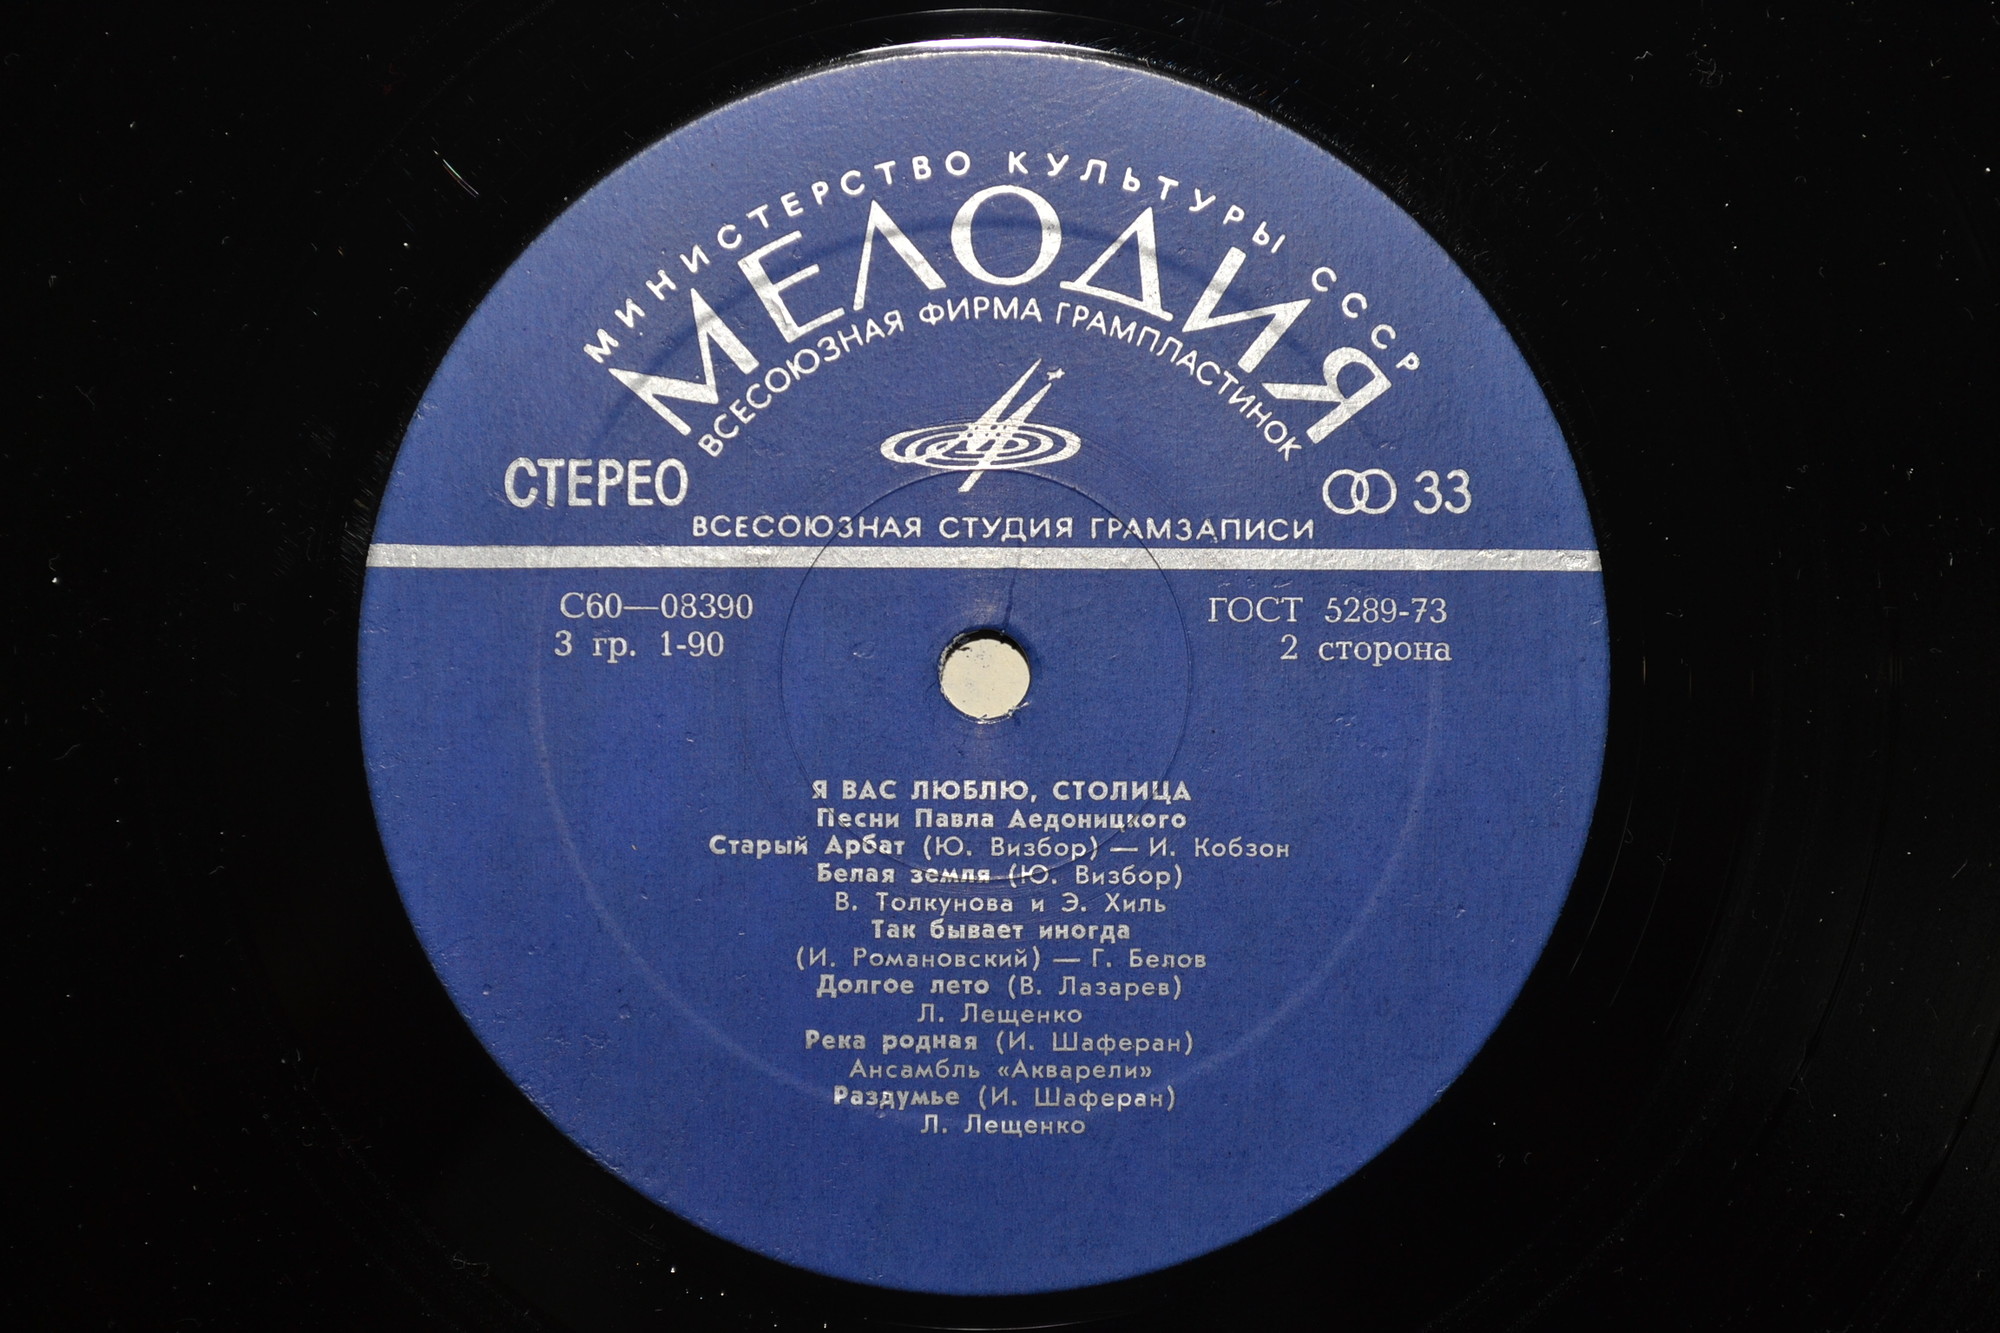 МИНИСТЕРСТВО КУЛЬТУРЫ СССР
МЕЛОДИЯ
ВСЕСОЮЗНАЯ ФИРМА ГРАМПЛАСТИНОК
СТЕРЕО
33
ВСЕСОЮЗНАЯ СТУДИЯ ГРАМЗАПИСИ
С60—08390
ГОСТ 5289-73
3 гр. 1-90
2 сторона
Я ВАС ЛЮБЛЮ, СТОЛИЦА
Песни Павла Аедоницкого
Старый Арбат (Ю. Визбор) — И. Кобзон
Белая земля (Ю. Визбор)
В. Толкунова и Э. Хиль
Так бывает иногда
(И. Романовский) — Г. Белов
Долгое лето (В. Лазарев)
Л. Лещенко
Река родная (И. Шаферан)
Ансамбль «Акварели»
Раздумье (И. Шаферан)
Л. Лещенко